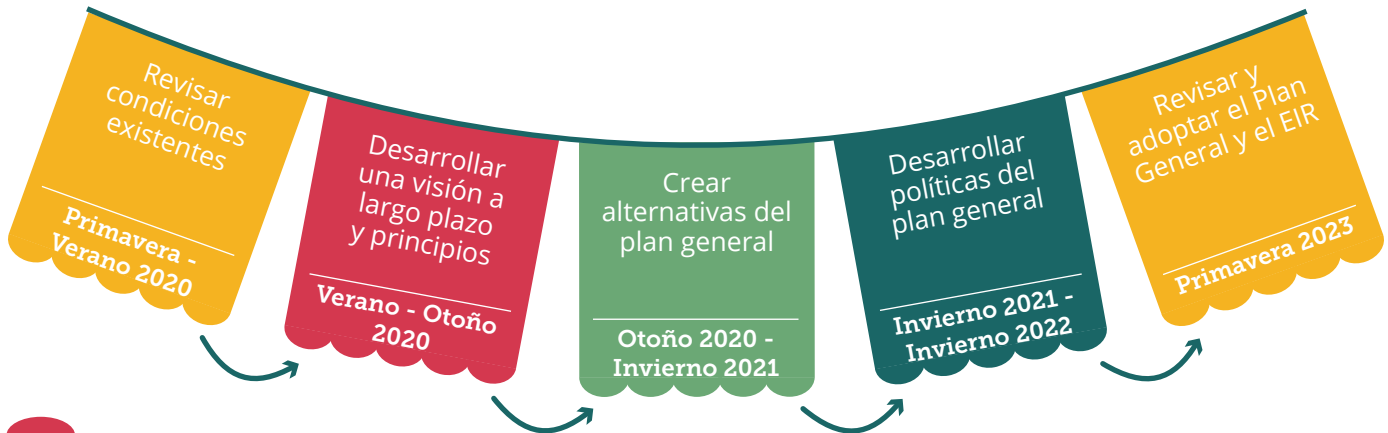 Revisar
condiciones
existentes
Primavera -
Verano 2020
Desarrollar
una visión a
largo plazo
y principios
Verano - Otoño
2020
Crear
alternativas del
plan general
Otoño 2020 -
Invierno 2021
Desarrollar
políticas del
plan general
Invierno 2021 -
Invierno 2022
Revisar y
adoptar el Plan
General y el EIR
Primavera 2023